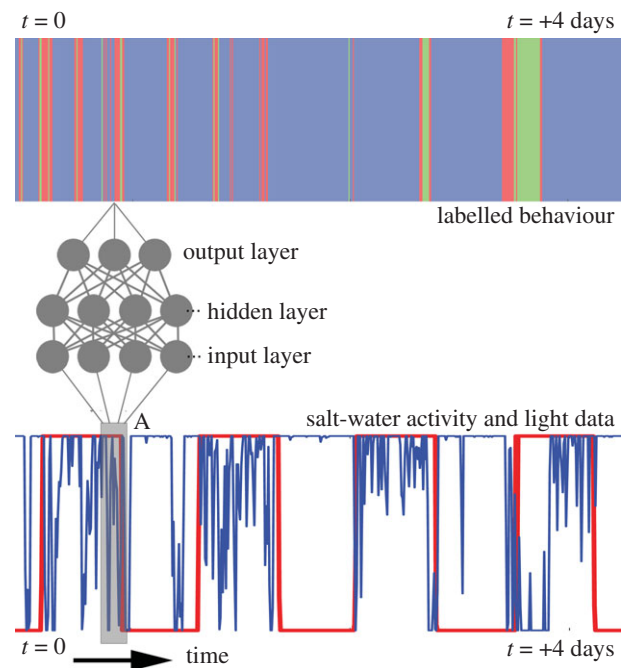 t = 0
t = +4 days
labelled behaviour
output layer
··· hidden layer
··· input layer
A
salt-water activity and light data
t = 0
t = +4 days
time